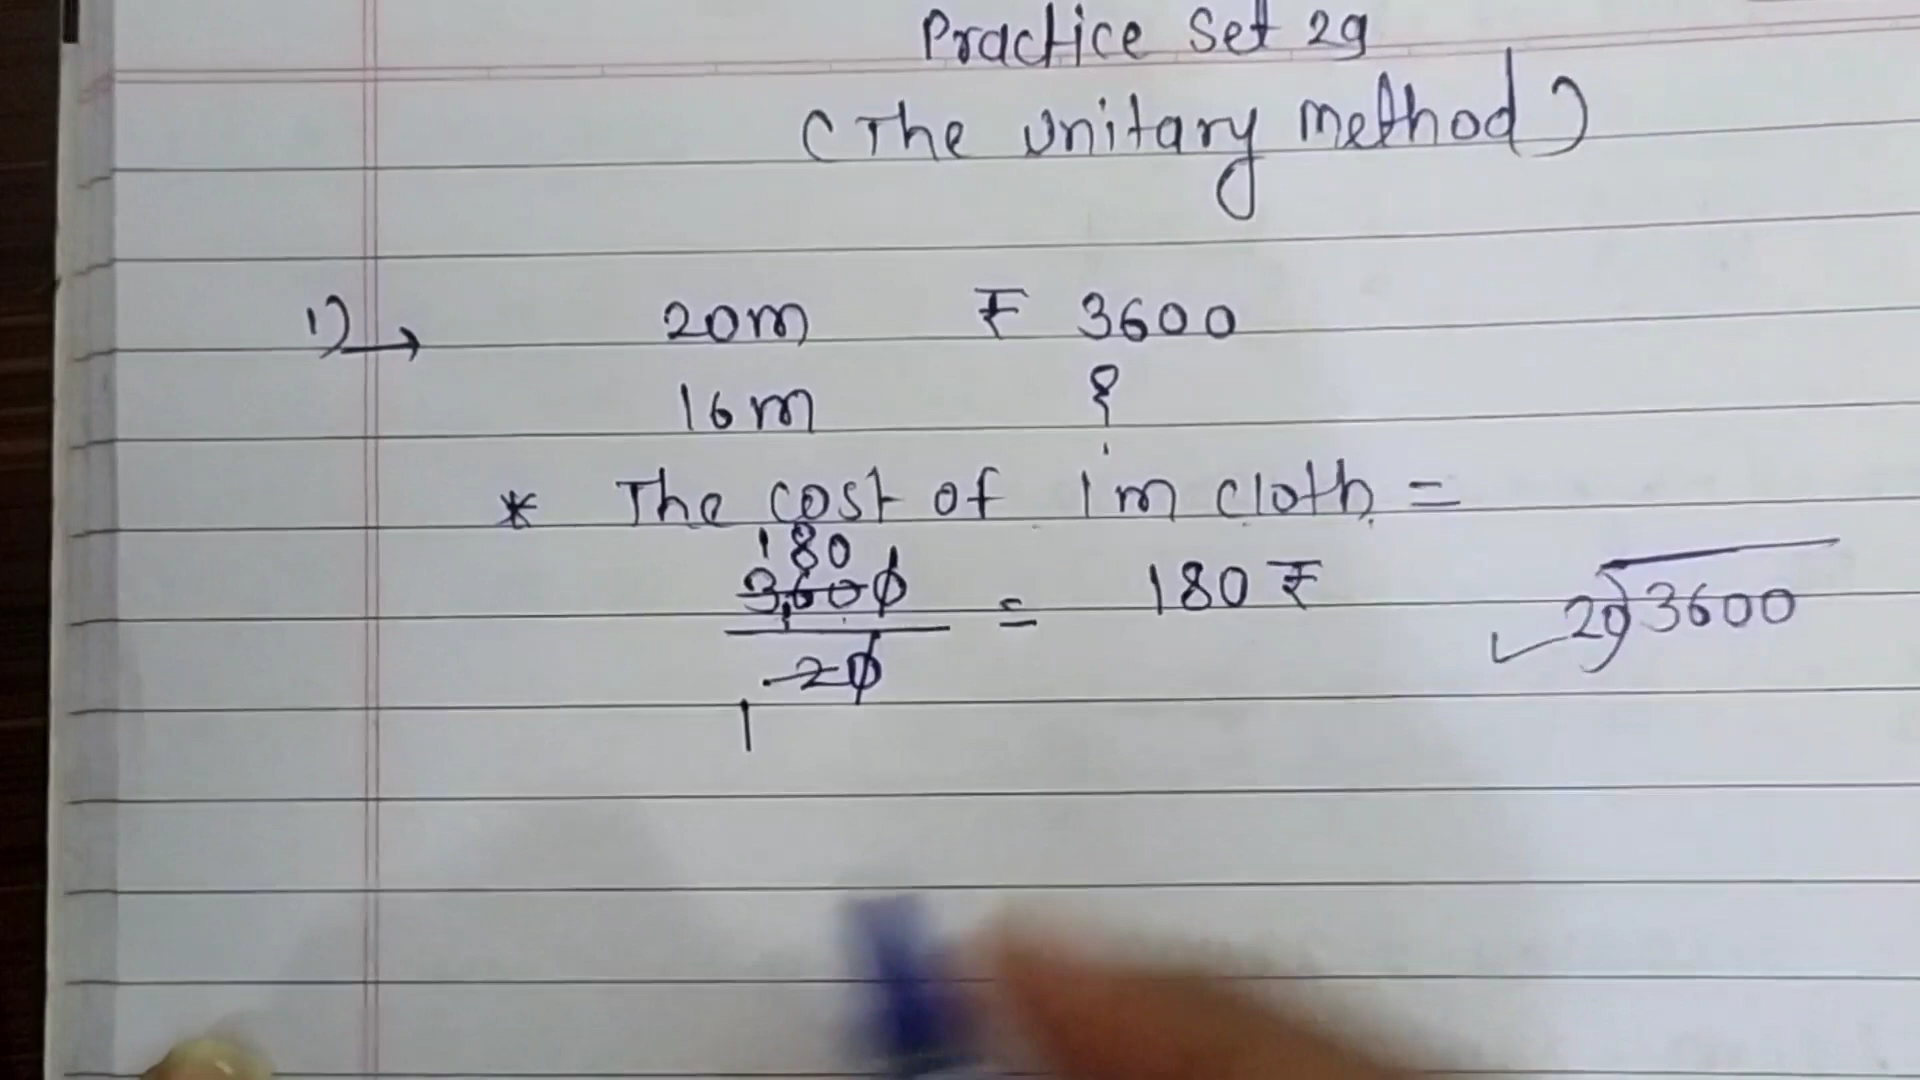 Practice Set 29
(The unitary method)
1) → 20m ₹ 3600
16m ?
* The cost of 1m cloth =
180
3600 = 180 ₹
20
1
20)3600